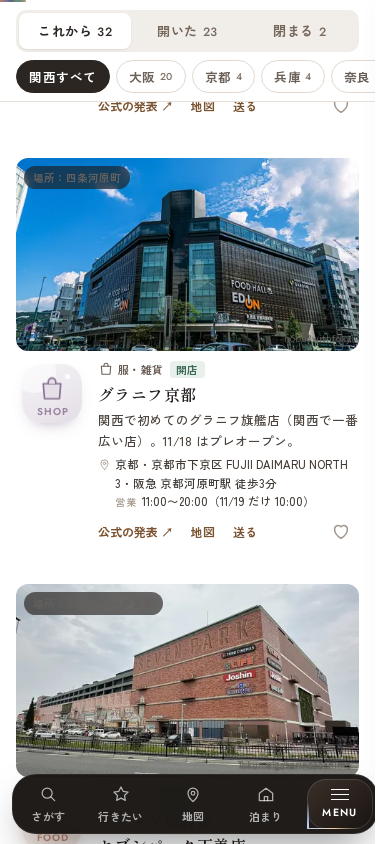 これから 32
開いた 23
閉まる 2
関西すべて
大阪 20
京都 4
兵庫 4
奈良
公式の発表 ↗
地図
送る
場所：四条河原町
FOOD HALL
EDION
SHOP
服・雑貨
開店
グラニフ京都
関西で初めてのグラニフ旗艦店（関西で一番
広い店）。11/18 はプレオープン。
京都・京都市下京区 FUJII DAIMARU NORTH
3・阪急 京都河原町駅 徒歩3分
営業 11:00〜20:00（11/19 だけ 10:00）
公式の発表 ↗
地図
送る
SEVEN PARK
Joshin
さがす
行きたい
地図
泊まり
MENU
FOOD